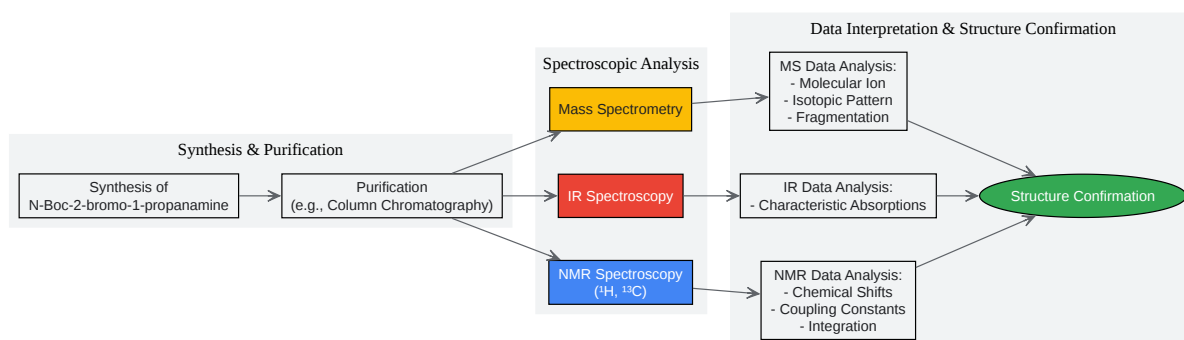 Synthesis & Purification
Synthesis of
N-Boc-2-bromo-1-propanamine
Purification
(e.g., Column Chromatography)
Spectroscopic Analysis
Mass Spectrometry
IR Spectroscopy
NMR Spectroscopy
(¹H, ¹³C)
Data Interpretation & Structure Confirmation
MS Data Analysis:
- Molecular Ion
- Isotopic Pattern
- Fragmentation
IR Data Analysis:
- Characteristic Absorptions
NMR Data Analysis:
- Chemical Shifts
- Coupling Constants
- Integration
Structure Confirmation